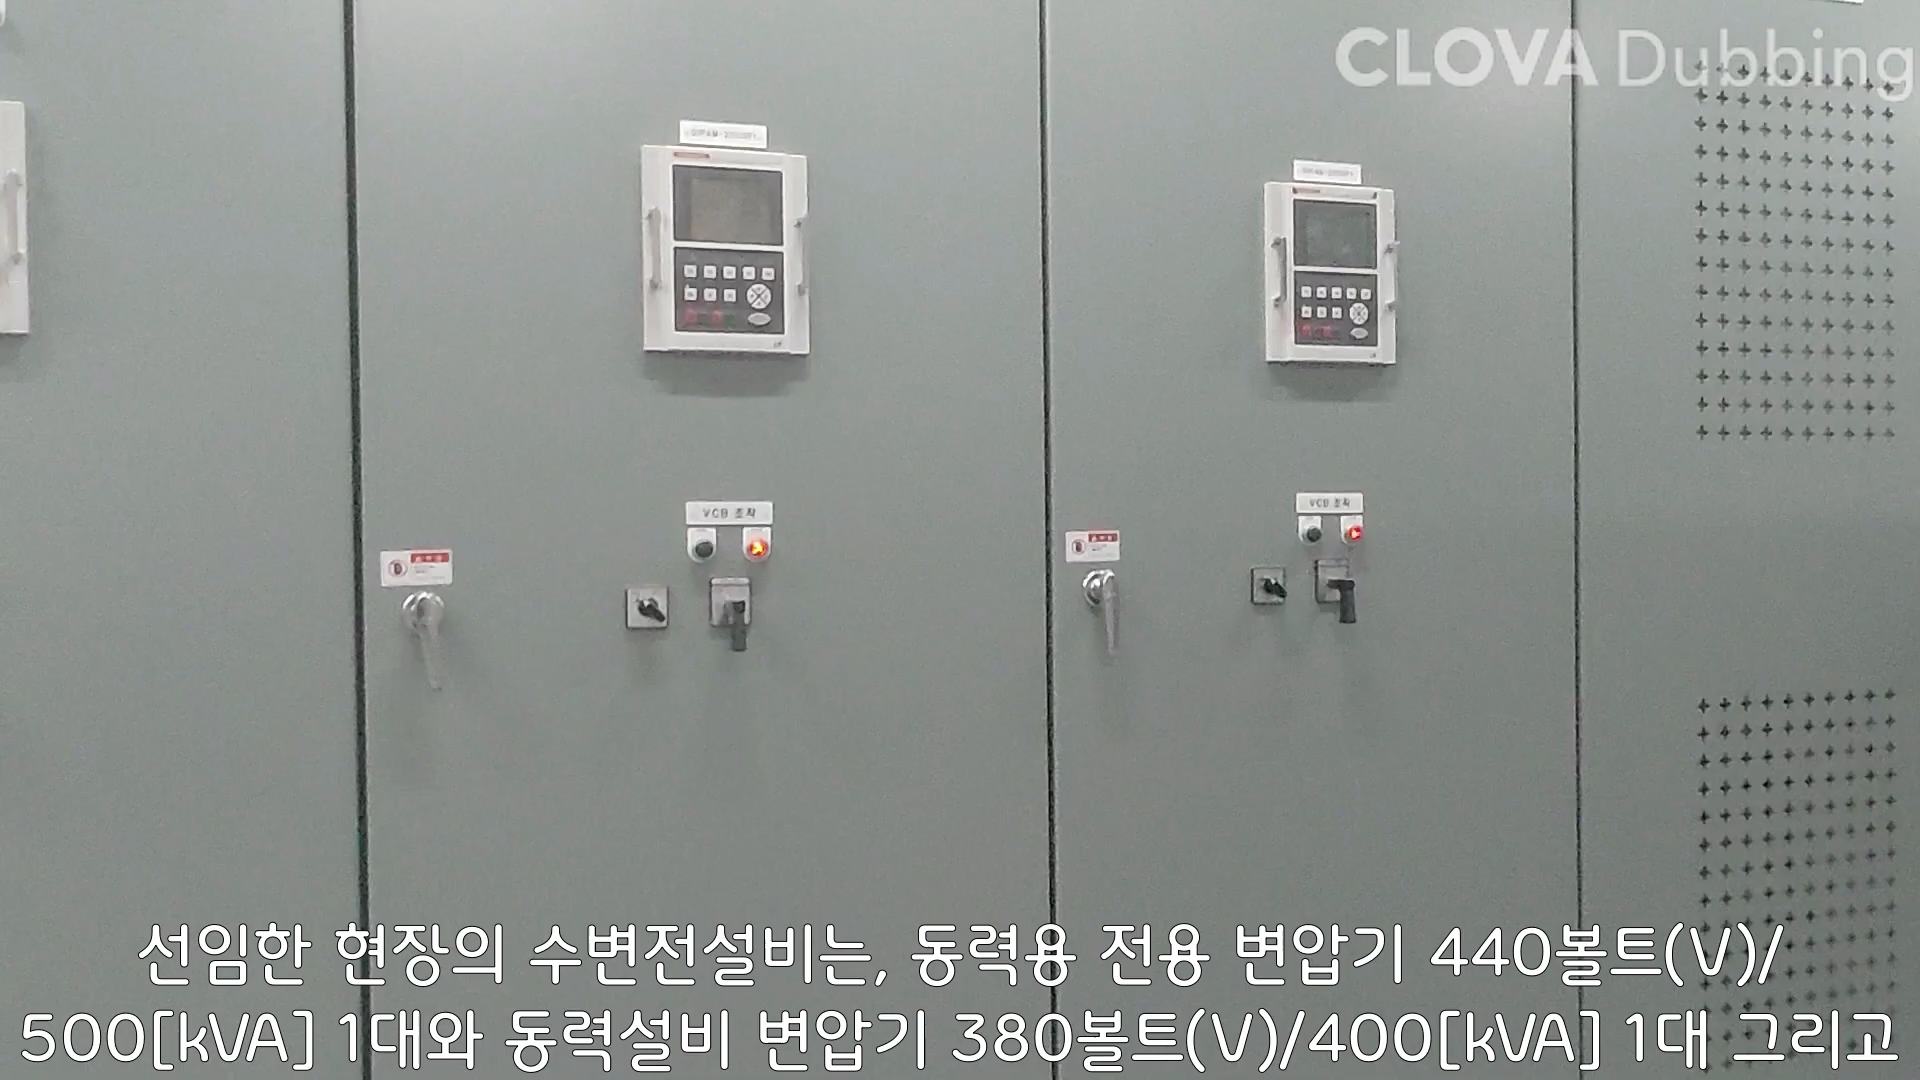 CLOVA Dubbing
VCB 조작
VCB 조작
선임한 현장의 수변전설비는, 동력용 전용 변압기 440볼트(V)/
500[kVA] 1대와 동력설비 변압기 380볼트(V)/400[kVA] 1대 그리고